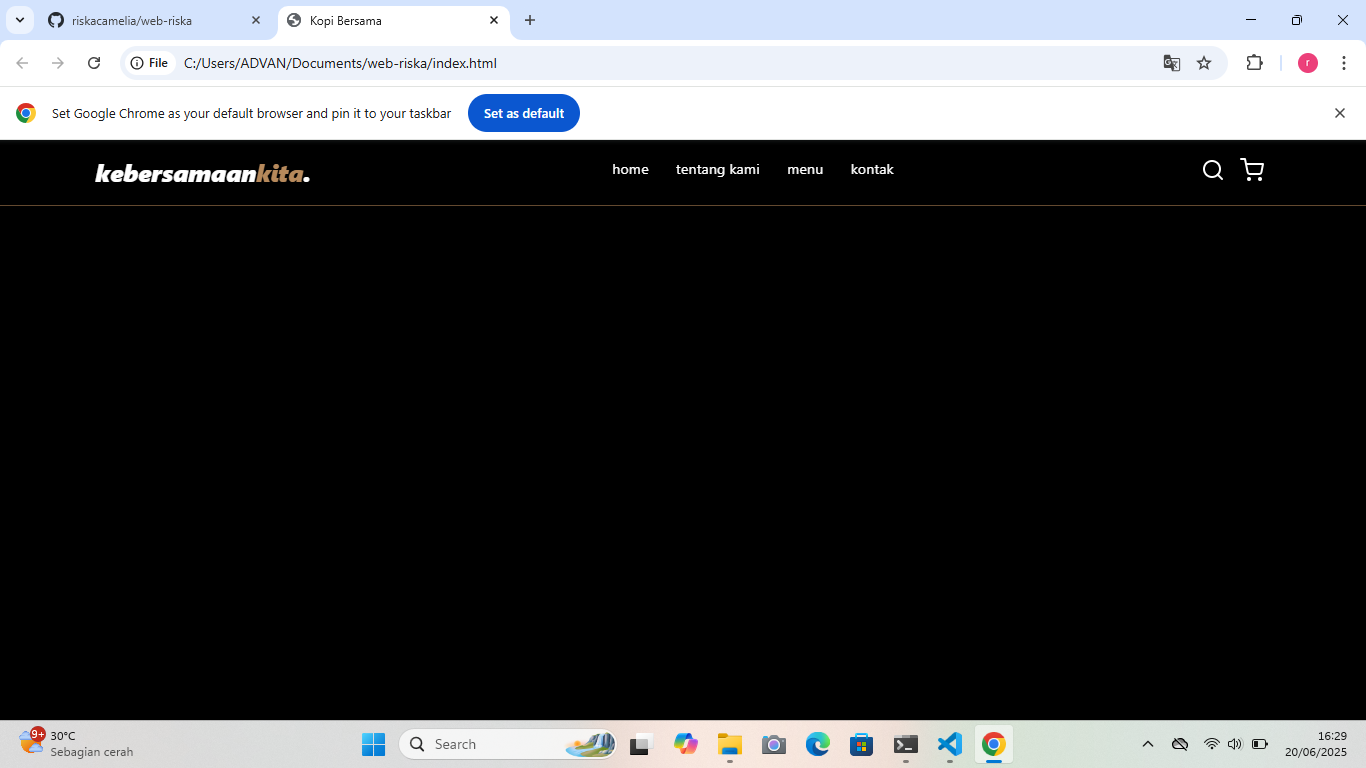 riskacamelia/web-riska
Kopi Bersama
File
C:/Users/ADVAN/Documents/web-riska/index.html
r
Set Google Chrome as your default browser and pin it to your taskbar
Set as default
kebersamaankita.
home
tentang kami
menu
kontak
9+
30°C
Sebagian cerah
Search
16:29
20/06/2025